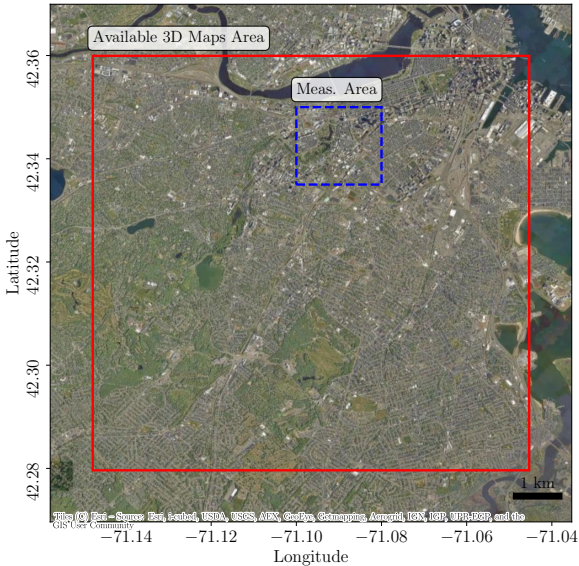 Available 3D Maps Area
Meas. Area
42.36
42.34
42.32
42.30
42.28
Latitude
1 km
Tiles (C) Esri -- Source: Esri, i-cubed, USDA, USGS, AEX, GeoEye, Getmapping, Aerogrid, IGN, IGP, UPR-EGP, and the
GIS User Community
−71.14 −71.12 −71.10 −71.08 −71.06 −71.04
Longitude